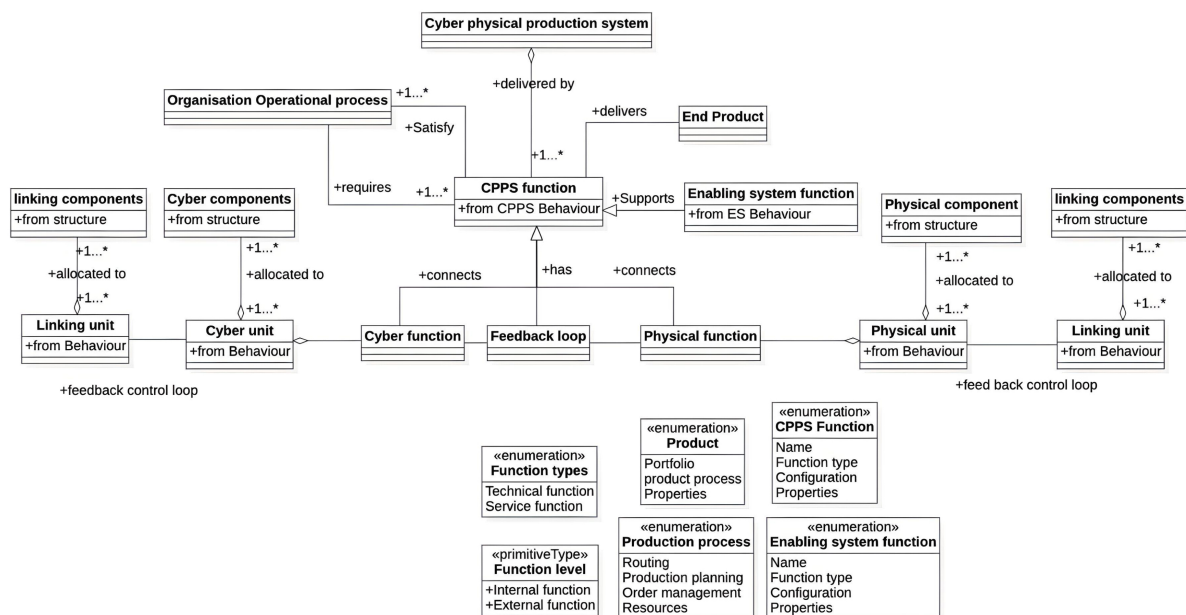 Cyber physical production system
+delivered by
Organisation Operational process
+1...*
+Satisfy
+delivers
End Product
+1...*
+requires
+1...*
CPPS function
+from CPPS Behaviour
+Supports
Enabling system function
+from ES Behaviour
linking components
+from structure
Cyber components
+from structure
Physical component
+from structure
linking components
+from structure
+1...*
+allocated to
+1...*
+1...*
+allocated to
+1...*
+connects
+has
+connects
+1...*
+allocated to
+1...*
+1...*
+allocated to
+1...*
Linking unit
+from Behaviour
Cyber unit
+from Behaviour
Cyber function
Feedback loop
Physical function
Physical unit
+from Behaviour
Linking unit
+from Behaviour
+feedback control loop
+feed back control loop
«enumeration»
Function types
Technical function
Service function
«enumeration»
Product
Portfolio
product process
Properties
«enumeration»
CPPS Function
Name
Function type
Configuration
Properties
«primitiveType»
Function level
+Internal function
+External function
«enumeration»
Production process
Routing
Production planning
Order management
Resources
«enumeration»
Enabling system function
Name
Function type
Configuration
Properties